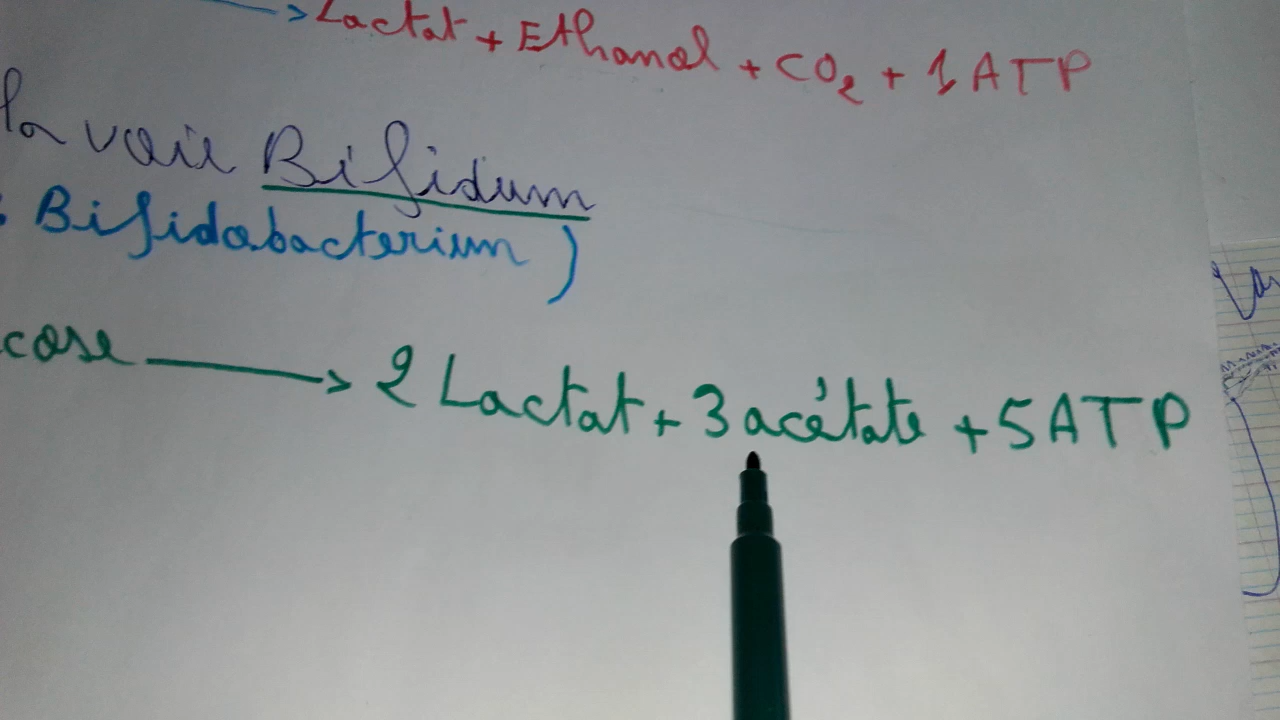 Lactat + Ethanol + CO₂ + 1 ATP
la voie Bifidum
: Bifidobacterium)
cose → 2 Lactat + 3 acétate + 5 ATP